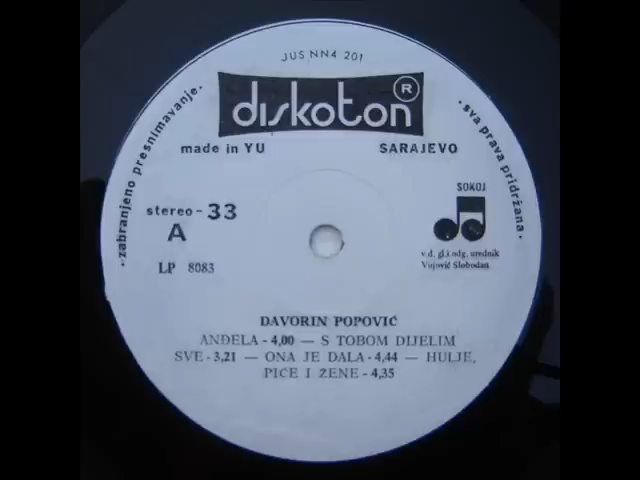 JUS NN4 201
diskoton ®
made in YU SARAJEVO
· zabranjeno presnimavanje ·
· sva prava pridržana ·
stereo - 33
A
LP 8083
SOKOJ
v.d. gl.i odg. urednik
Vujović Slobodan
DAVORIN POPOVIĆ
ANĐELA - 4,00 — S TOBOM DIJELIM
SVE - 3,21 — ONA JE DALA - 4,44 — HULJE,
PIĆE I ŽENE - 4,35